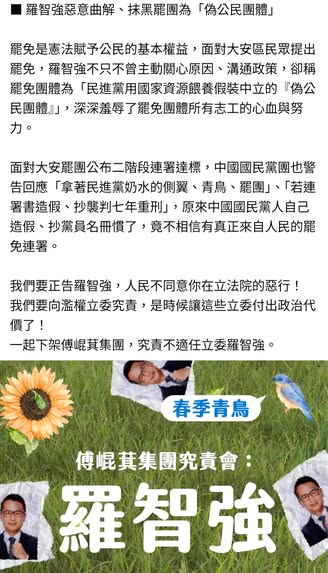 ■ 羅智強惡意曲解、抹黑罷團為「偽公民團體」
罷免是憲法賦予公民的基本權益，面對大安區民眾提出
罷免，羅智強不只不曾主動關心原因、溝通政策，卻稱
罷免團體為「民進黨用國家資源餵養假裝中立的『偽公
民團體』」，深深羞辱了罷免團體所有志工的心血與努
力。
面對大安罷團公布二階段連署達標，中國國民黨團也警
告回應「拿著民進黨奶水的側翼、青鳥、罷團」、「若連
署書造假、抄襲判七年重刑」，原來中國國民黨人自己
造假、抄黨員名冊慣了，竟不相信有真正來自人民的罷
免連署。
我們要正告羅智強，人民不同意你在立法院的惡行！
我們要向濫權立委究責，是時候讓這些立委付出政治代
價了！
一起下架傅崐萁集團，究責不適任立委羅智強。
春季青鳥
傅崐萁集團究責會：
羅智強